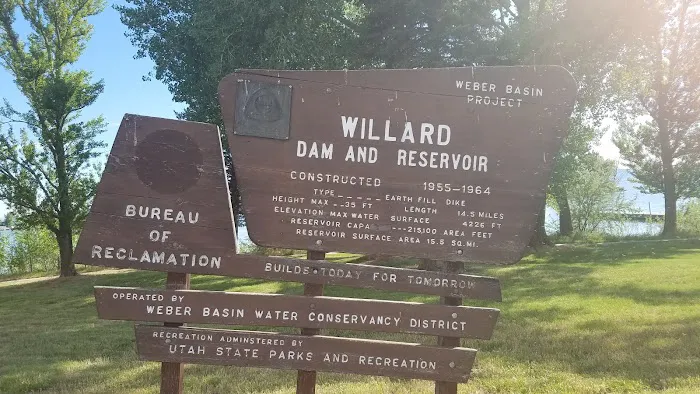 WEBER BASIN
PROJECT
WILLARD
DAM AND RESERVOIR
CONSTRUCTED 1955-1964
TYPE _ _ _ _ _ EARTH FILL DIKE
HEIGHT MAX _ _ 35 FT LENGTH 14.5 MILES
ELEVATION MAX WATER SURFACE 4226 FEET
RESERVOIR CAPA _ _ _ 215,100 AREA FEET
RESERVOIR SURFACE AREA 15.5 SQ.MI.
BUREAU
OF
RECLAMATION
BUILDS TODAY FOR TOMORROW
OPERATED BY
WEBER BASIN WATER CONSERVANCY DISTRICT
RECREATION ADMINSTERED BY
UTAH STATE PARKS AND RECREATION